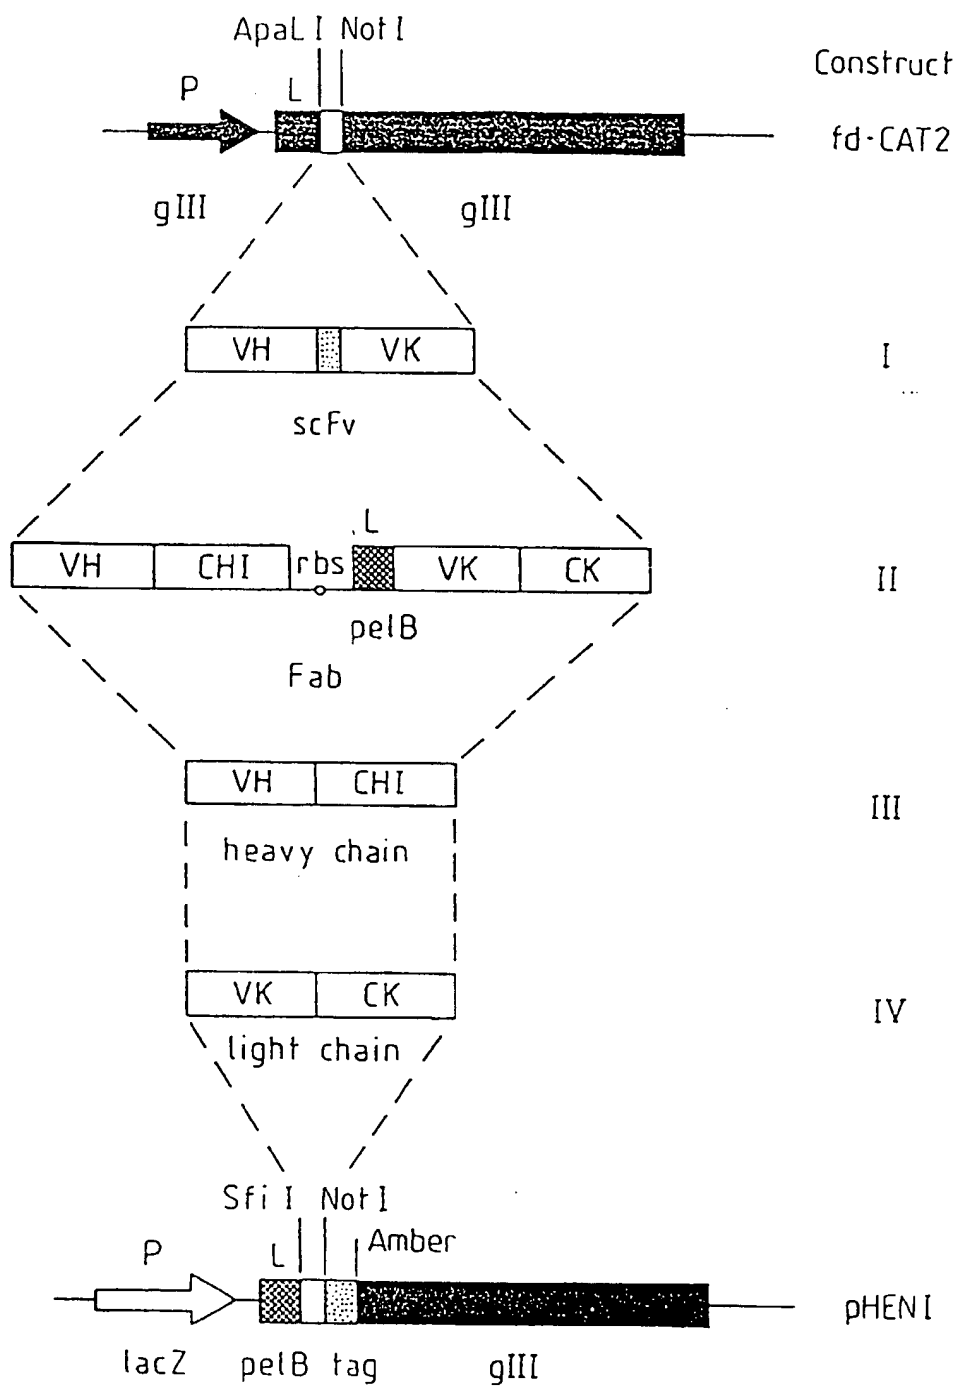 ApaL I Not I
Construct
P L
fd-CAT2
gIII gIII
VH VK
I
scFv
L
VH CHI rbs VK CK
II
pelB
Fab
VH CHI
III
heavy chain
VK CK
IV
light chain
Sfi I Not I
P L Amber
pHEN I
lacZ pelB tag gIII